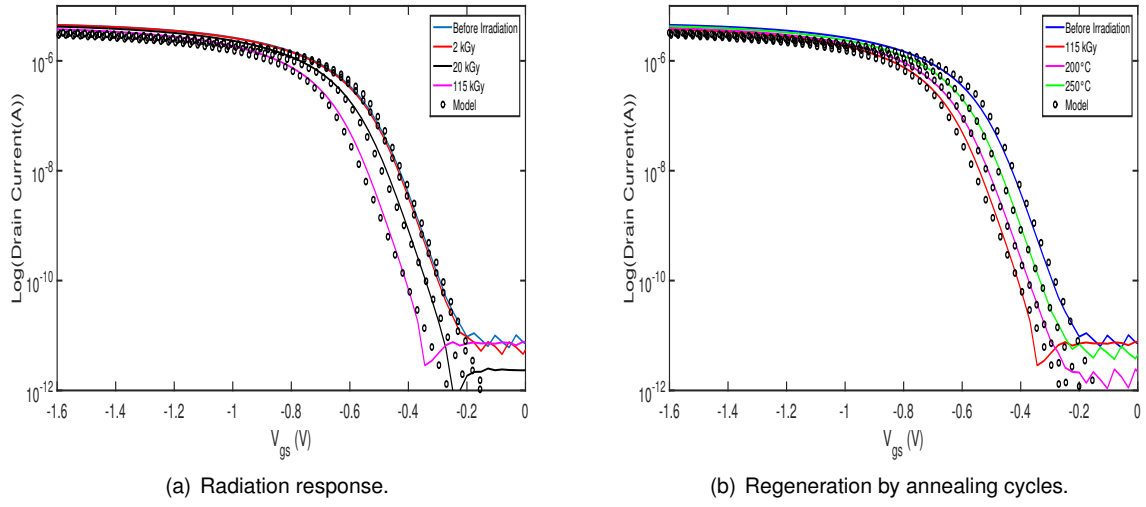 Before Irradiation
2 kGy
20 kGy
115 kGy
Model
10^-6
10^-8
10^-10
10^-12
Log(Drain Current(A))
-1.6 -1.4 -1.2 -1 -0.8 -0.6 -0.4 -0.2 0
V_gs (V)
(a) Radiation response.
Before Irradiation
115 kGy
200°C
250°C
Model
10^-6
10^-8
10^-10
10^-12
Log(Drain Current(A))
-1.6 -1.4 -1.2 -1 -0.8 -0.6 -0.4 -0.2 0
V_gs (V)
(b) Regeneration by annealing cycles.